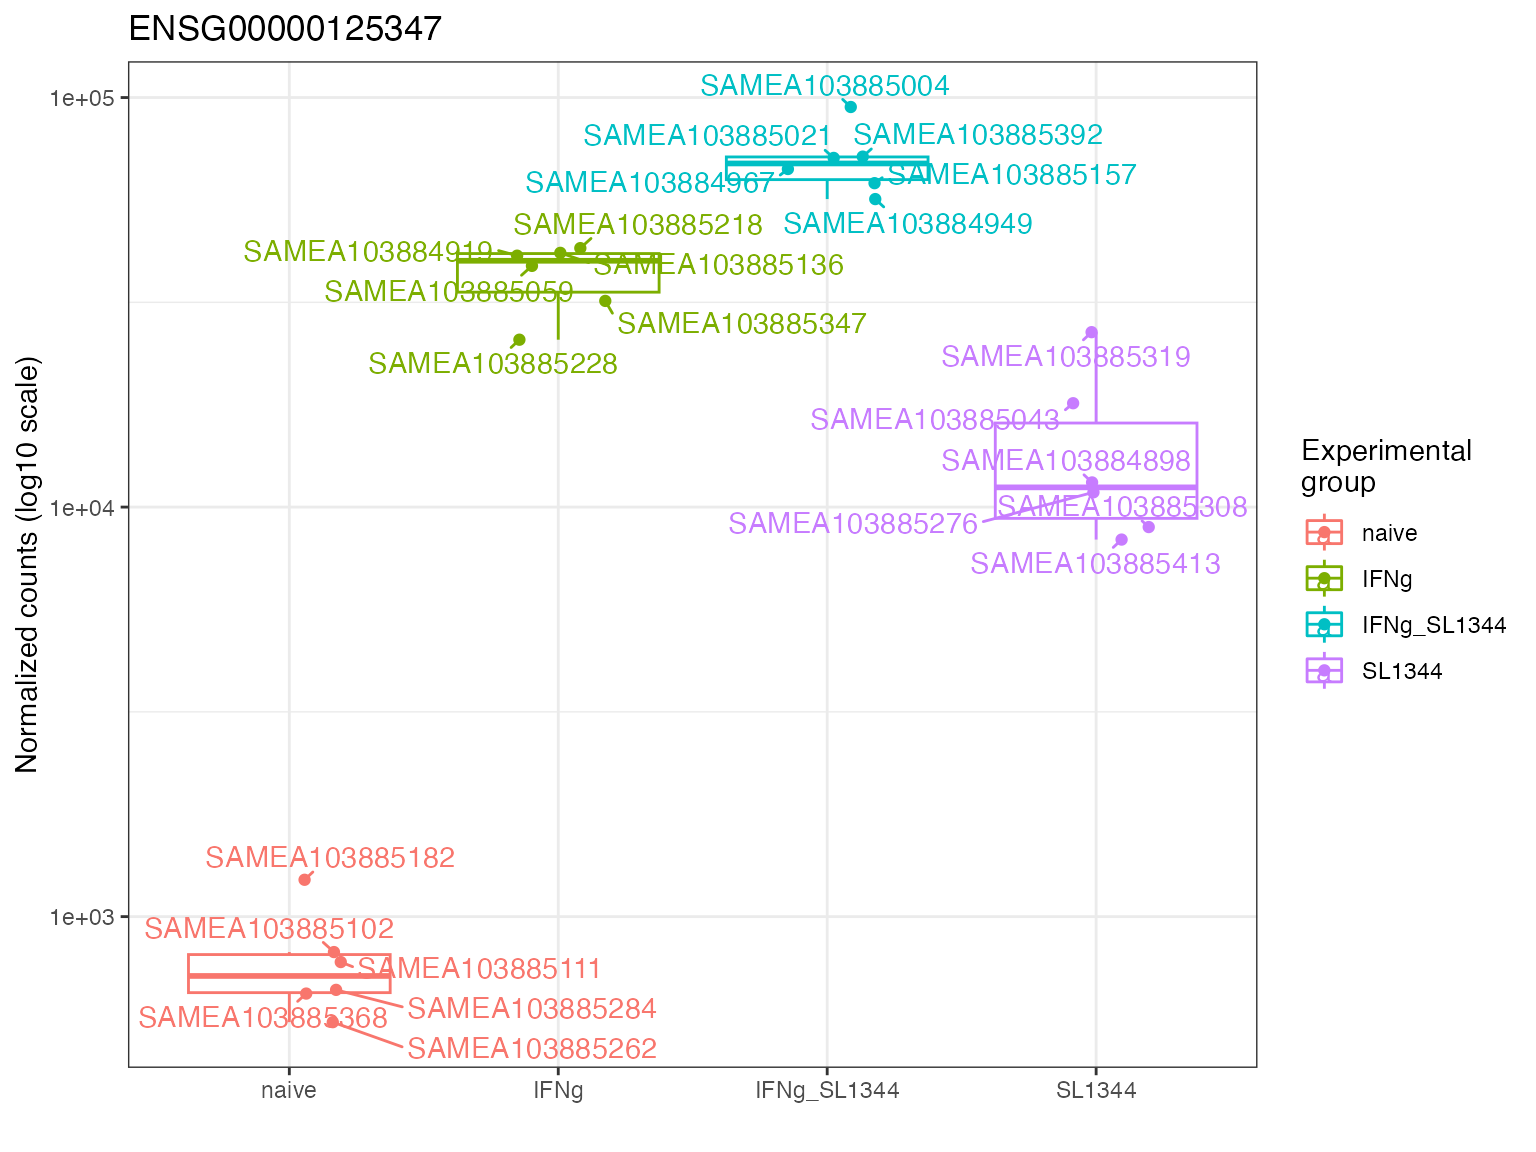 ENSG00000125347
Normalized counts (log10 scale)
1e+05
1e+04
1e+03
SAMEA103885004
SAMEA103885021
SAMEA103885392
SAMEA103884967
SAMEA103885157
SAMEA103884949
SAMEA103885218
SAMEA103884919
SAMEA103885136
SAMEA103885059
SAMEA103885347
SAMEA103885228
SAMEA103885319
SAMEA103885043
SAMEA103884898
SAMEA103885308
SAMEA103885276
SAMEA103885413
SAMEA103885182
SAMEA103885102
SAMEA103885111
SAMEA103885284
SAMEA103885368
SAMEA103885262
naive
IFNg
IFNg_SL1344
SL1344
Experimental
group
naive
IFNg
IFNg_SL1344
SL1344